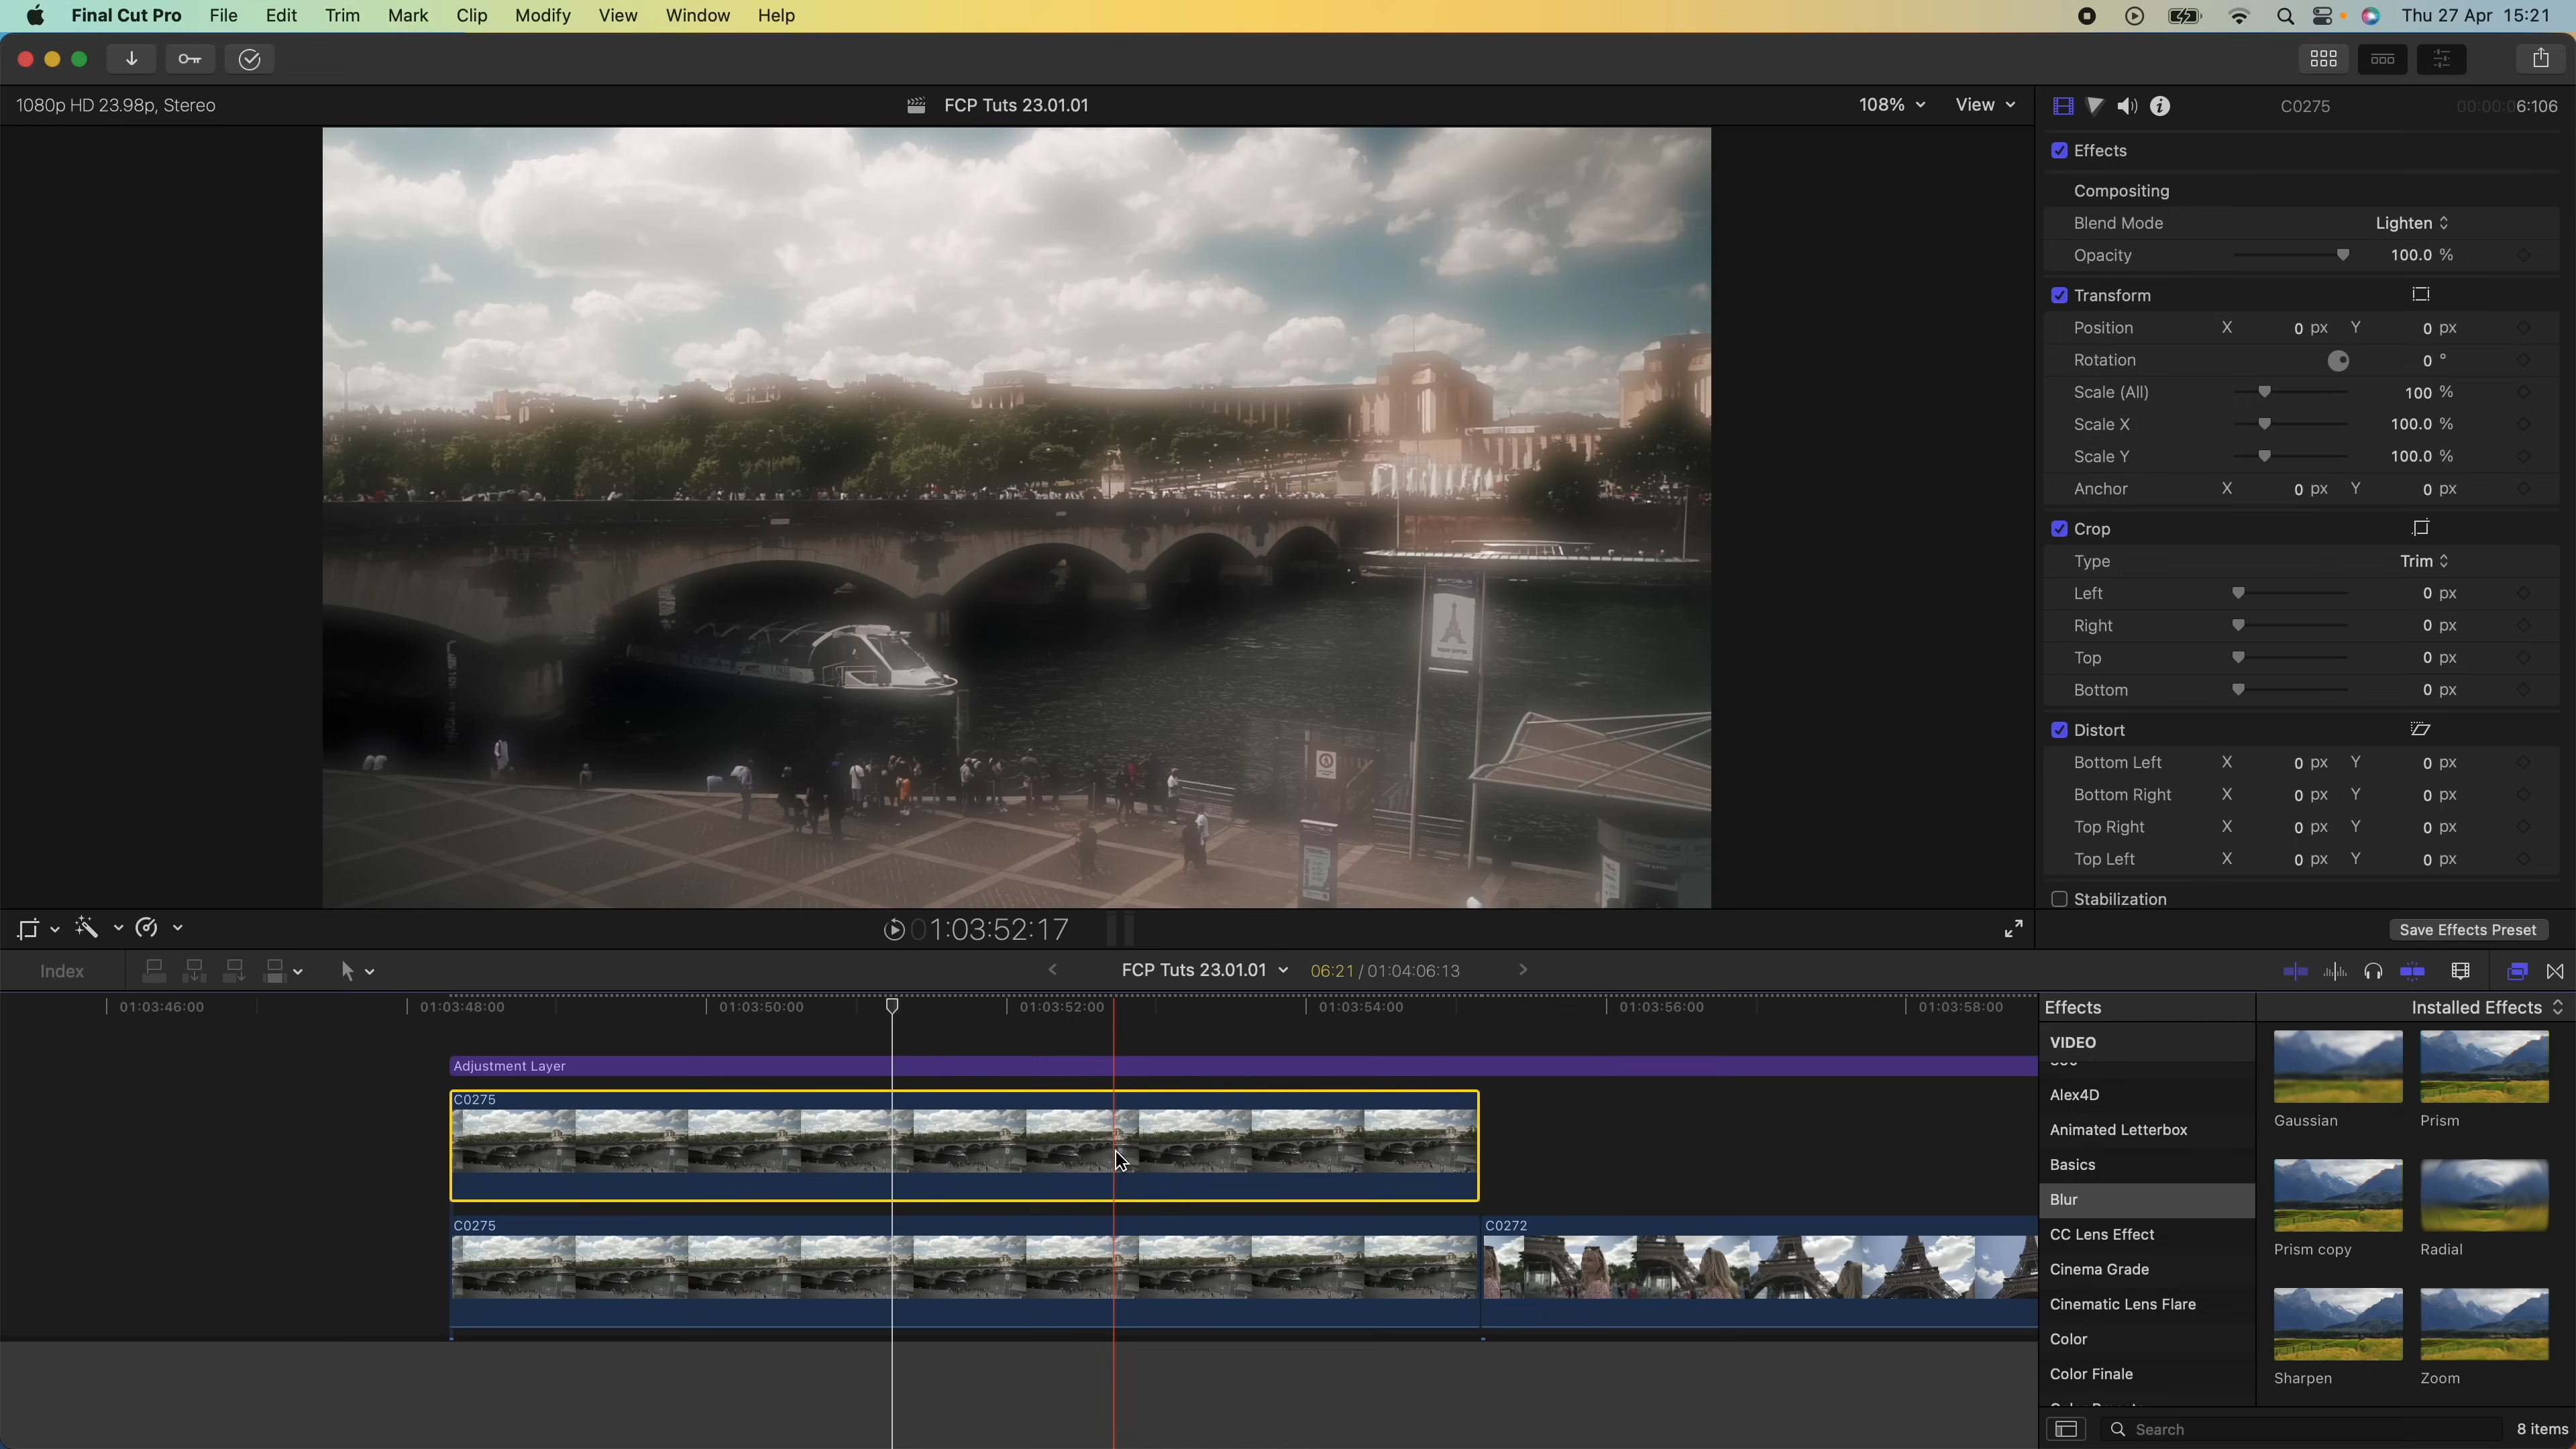 Final Cut Pro File Edit Trim Mark Clip Modify View Window Help Thu 27 Apr 15:21
1080p HD 23.98p, Stereo FCP Tuts 23.01.01 108% View C0275 00:00:06:106
Effects
Compositing
Blend Mode Lighten
Opacity 100.0 %
Transform
Position X 0 px Y 0 px
Rotation 0 °
Scale (All) 100 %
Scale X 100.0 %
Scale Y 100.0 %
Anchor X 0 px Y 0 px
Crop
Type Trim
Left 0 px
Right 0 px
Top 0 px
Bottom 0 px
Distort
Bottom Left X 0 px Y 0 px
Bottom Right X 0 px Y 0 px
Top Right X 0 px Y 0 px
Top Left X 0 px Y 0 px
Stabilization
01:03:52:17 Save Effects Preset
Index FCP Tuts 23.01.01 06:21 / 01:04:06:13
01:03:46:00 01:03:48:00 01:03:50:00 01:03:52:00 01:03:54:00 01:03:56:00 01:03:58:00
Adjustment Layer
C0275
C0275 C0272
Effects Installed Effects
VIDEO
Alex4D
Animated Letterbox
Basics
Blur
CC Lens Effect
Cinema Grade
Cinematic Lens Flare
Color
Color Finale
Gaussian Prism
Prism copy Radial
Sharpen Zoom
Search 8 items